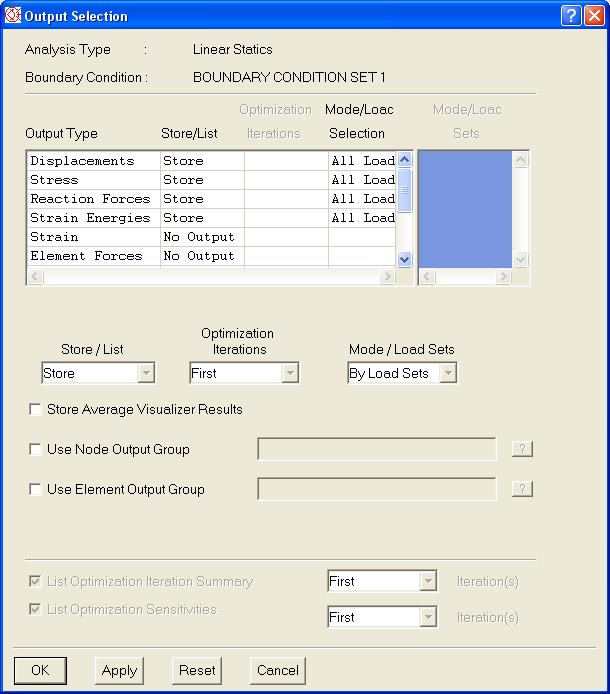 Output Selection
Analysis Type : Linear Statics
Boundary Condition : BOUNDARY CONDITION SET 1
Optimization Mode/Loac Mode/Loac
Output Type Store/List Iterations Selection Sets
Displacements Store All Load
Stress Store All Load
Reaction Forces Store All Load
Strain Energies Store All Load
Strain No Output
Element Forces No Output
Optimization
Store / List Iterations Mode / Load Sets
Store First By Load Sets
Store Average Visualizer Results
Use Node Output Group ?
Use Element Output Group ?
List Optimization Iteration Summary First Iteration(s)
List Optimization Sensitivities First Iteration(s)
OK Apply Reset Cancel